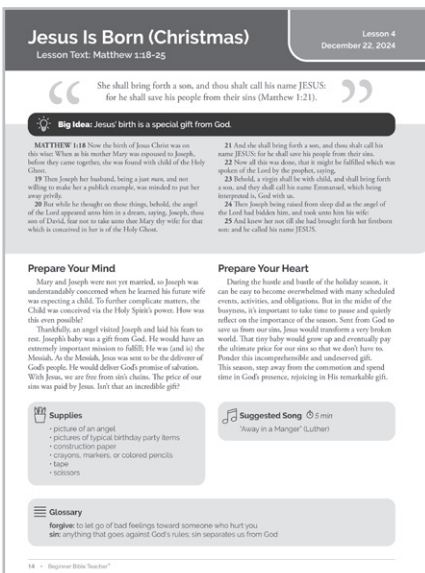 Jesus Is Born (Christmas)
Lesson Text: Matthew 1:18-25
Lesson 4
December 22, 2024
She shall bring forth a son, and thou shalt call his name JESUS:
for he shall save his people from their sins (Matthew 1:21).
Big Idea: Jesus' birth is a special gift from God.
MATTHEW 1:18 Now the birth of Jesus Christ was on
this wise: When as his mother Mary was espoused to Joseph,
before they came together, she was found with child of the Holy
Ghost.
19 Then Joseph her husband, being a just man, and not
willing to make her a publick example, was minded to put her
away privily.
20 But while he thought on these things, behold, the angel
of the Lord appeared unto him in a dream, saying, Joseph, thou
son of David, fear not to take unto thee Mary thy wife: for that
which is conceived in her is of the Holy Ghost.
21 And she shall bring forth a son, and thou shalt call his
name JESUS: for he shall save his people from their sins.
22 Now all this was done, that it might be fulfilled which was
spoken of the Lord by the prophet, saying,
23 Behold, a virgin shall be with child, and shall bring forth
a son, and they shall call his name Emmanuel, which being
interpreted is, God with us.
24 Then Joseph being raised from sleep did as the angel of
the Lord had bidden him, and took unto him his wife:
25 And knew her not till she had brought forth her firstborn
son: and he called his name JESUS.
Prepare Your Mind
Mary and Joseph were not yet married, so Joseph was
understandably concerned when he learned his future wife
was expecting a child. To further complicate matters, the
Child was conceived via the Holy Spirit's power. How was
this even possible?
Thankfully, an angel visited Joseph and laid his fears to
rest. Joseph's baby was a gift from God. He would have an
extremely important mission to fulfill; He was (and is) the
Messiah. As the Messiah, Jesus was sent to be the deliverer of
God's people. He would deliver God's promise of salvation.
With Jesus, we are free from sin's chains. The price of our
sins was paid by Jesus. Isn't that an incredible gift?
Prepare Your Heart
During the hustle and bustle of the holiday season, it
can be easy to become overwhelmed with many scheduled
events, activities, and obligations. But in the midst of the
busyness, it's important to take time to pause and quietly
reflect on the importance of the season. Sent from God to
save us from our sins, Jesus would transform a very broken
world. That tiny baby would grow up and eventually pay
the ultimate price for our sins so that we don't have to.
Ponder this incomprehensible and undeserved gift.
This season, step away from the commotion and spend
time in God's presence, rejoicing in His remarkable gift.
Supplies
• picture of an angel
• pictures of typical birthday party items
• construction paper
• crayons, markers, or colored pencils
• tape
• scissors
Suggested Song 5 min
"Away in a Manger" (Luther)
Glossary
forgive: to let go of bad feelings toward someone who hurt you
sin: anything that goes against God's rules; sin separates us from God
14 • Beginner Bible Teacher